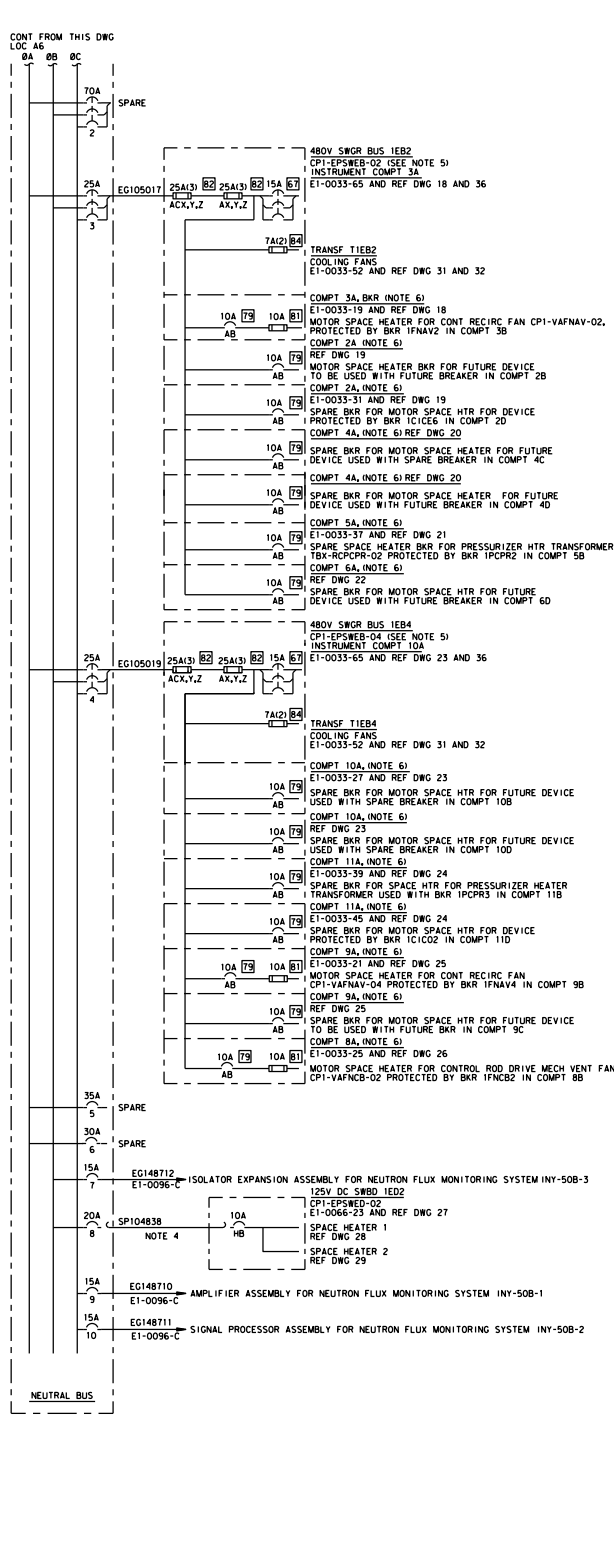 CONT FROM THIS DWG
LOC A6
ØA ØB ØC
70A
SPARE
2
480V SWGR BUS 1EB2
CP1-EPSWEB-02 (SEE NOTE 5)
INSTRUMENT COMPT 3A
25A EG105017 25A(3) 82 25A(3) 82 15A 67 E1-0033-65 AND REF DWG 18 AND 36
3 ACX,Y,Z AX,Y,Z
7A(2) 84
TRANSF T1EB2
COOLING FANS
E1-0033-52 AND REF DWG 31 AND 32
COMPT 3A, BKR (NOTE 6)
E1-0033-19 AND REF DWG 18
10A 79 10A 81 MOTOR SPACE HEATER FOR CONT RECIRC FAN CP1-VAFNAV-02,
AB PROTECTED BY BKR 1FNAV2 IN COMPT 3B
COMPT 2A (NOTE 6)
10A 79 REF DWG 19
MOTOR SPACE HEATER BKR FOR FUTURE DEVICE
AB TO BE USED WITH FUTURE BREAKER IN COMPT 2B
COMPT 2A, (NOTE 6)
10A 79 E1-0033-31 AND REF DWG 19
SPARE BKR FOR MOTOR SPACE HTR FOR DEVICE
AB PROTECTED BY BKR 1CICE6 IN COMPT 2D
COMPT 4A, (NOTE 6) REF DWG 20
10A 79 SPARE BKR FOR MOTOR SPACE HEATER FOR FUTURE
AB DEVICE USED WITH SPARE BREAKER IN COMPT 4C
COMPT 4A, (NOTE 6) REF DWG 20
10A 79 SPARE BKR FOR MOTOR SPACE HEATER FOR FUTURE
AB DEVICE USED WITH FUTURE BREAKER IN COMPT 4D
COMPT 5A, (NOTE 6)
10A 79 E1-0033-37 AND REF DWG 21
SPARE SPACE HEATER BKR FOR PRESSURIZER HTR TRANSFORMER
AB TBX-RCPCPR-02 PROTECTED BY BKR 1PCPR2 IN COMPT 5B
COMPT 6A, (NOTE 6)
10A 79 REF DWG 22
SPARE BKR FOR MOTOR SPACE HTR FOR FUTURE
AB DEVICE USED WITH FUTURE BREAKER IN COMPT 6D
480V SWGR BUS 1EB4
CP1-EPSWEB-04 (SEE NOTE 5)
INSTRUMENT COMPT 10A
25A EG105019 25A(3) 82 25A(3) 82 15A 67 E1-0033-65 AND REF DWG 23 AND 36
4 ACX,Y,Z AX,Y,Z
7A(2) 84
TRANSF T1EB4
COOLING FANS
E1-0033-52 AND REF DWG 31 AND 32
COMPT 10A, (NOTE 6)
E1-0033-27 AND REF DWG 23
10A 79 SPARE BKR FOR MOTOR SPACE HTR FOR FUTURE DEVICE
AB USED WITH SPARE BREAKER IN COMPT 10B
COMPT 10A, (NOTE 6)
10A 79 REF DWG 23
SPARE BKR FOR MOTOR SPACE HTR FOR FUTURE DEVICE
AB USED WITH SPARE BREAKER IN COMPT 10D
COMPT 11A, (NOTE 6)
10A 79 E1-0033-39 AND REF DWG 24
SPARE BKR FOR SPACE HTR FOR PRESSURIZER HEATER
AB TRANSFORMER USED WITH BKR 1PCPR3 IN COMPT 11B
COMPT 11A, (NOTE 6)
10A 79 E1-0033-45 AND REF DWG 24
SPARE BKR FOR MOTOR SPACE HTR FOR DEVICE
AB PROTECTED BY BKR 1CICO2 IN COMPT 11D
COMPT 9A, (NOTE 6)
10A 79 10A 81 E1-0033-21 AND REF DWG 25
MOTOR SPACE HEATER FOR CONT RECIRC FAN
AB CP1-VAFNAV-04 PROTECTED BY BKR 1FNAV4 IN COMPT 9B
COMPT 9A, (NOTE 6)
10A 79 REF DWG 25
SPARE BKR FOR MOTOR SPACE HTR FOR FUTURE DEVICE
AB TO BE USED WITH FUTURE BKR IN COMPT 9C
COMPT 8A, (NOTE 6)
10A 79 10A 81 E1-0033-25 AND REF DWG 26
MOTOR SPACE HEATER FOR CONTROL ROD DRIVE MECH VENT FAN
AB CP1-VAFNCB-02 PROTECTED BY BKR 1FNCB2 IN COMPT 8B
35A
SPARE
5
30A
SPARE
6
15A EG148712
ISOLATOR EXPANSION ASSEMBLY FOR NEUTRON FLUX MONITORING SYSTEM INY-50B-3
7 E1-0096-C
125V DC SWBD 1ED2
CP1-EPSWED-02
E1-0066-23 AND REF DWG 27
20A SP104838 10A
8 NOTE 4 HB
SPACE HEATER 1
REF DWG 28
SPACE HEATER 2
REF DWG 29
15A EG148710
AMPLIFIER ASSEMBLY FOR NEUTRON FLUX MONITORING SYSTEM INY-50B-1
9 E1-0096-C
15A EG148711
SIGNAL PROCESSOR ASSEMBLY FOR NEUTRON FLUX MONITORING SYSTEM INY-50B-2
10 E1-0096-C
NEUTRAL BUS